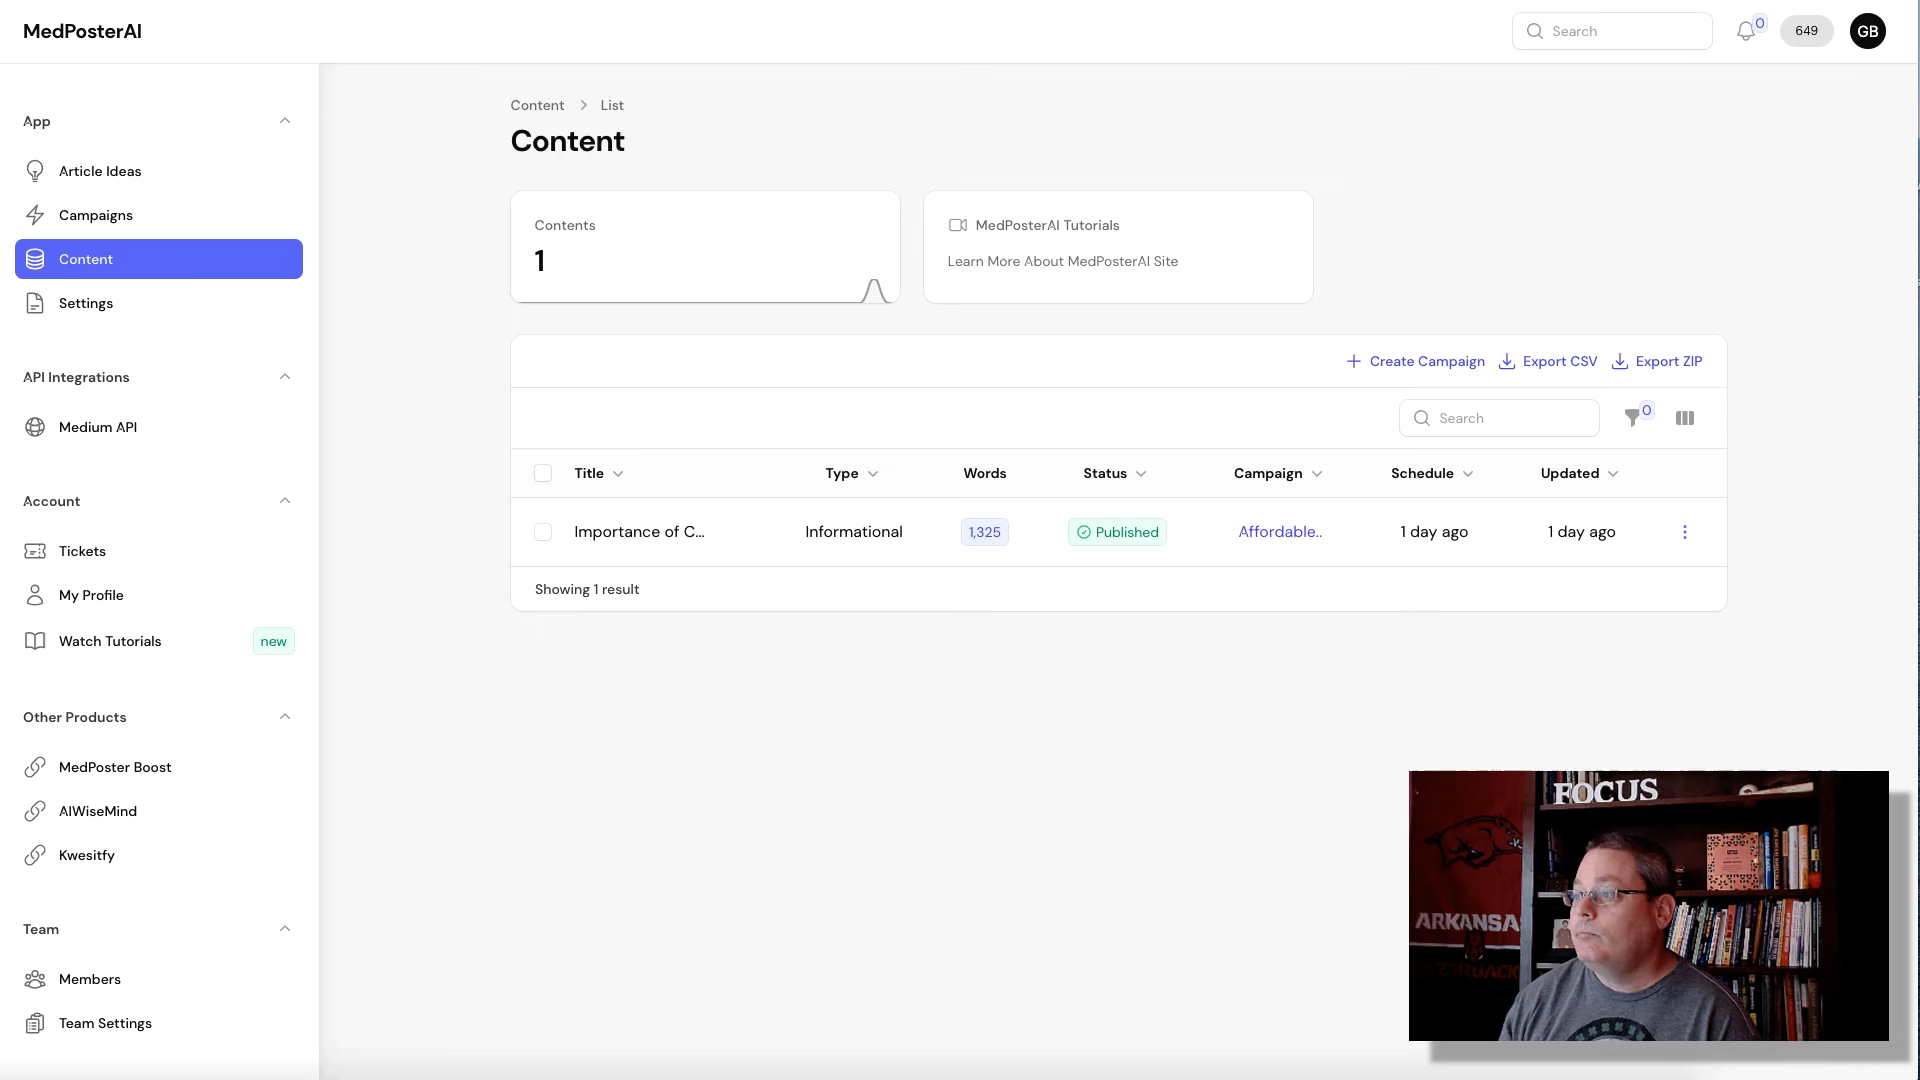 MedPosterAI
Search
0
649
GB
App
Article Ideas
Campaigns
Content
Settings
API Integrations
Medium API
Account
Tickets
My Profile
Watch Tutorials
new
Other Products
MedPoster Boost
AIWiseMind
Kwesitfy
Team
Members
Team Settings
Content > List
Content
Contents
1
MedPosterAI Tutorials
Learn More About MedPosterAI Site
Create Campaign
Export CSV
Export ZIP
Search
0
Title Type Words Status Campaign Schedule Updated
Importance of C... Informational 1,325 Published Affordable.. 1 day ago 1 day ago
Showing 1 result
FOCUS
ARKANSAS